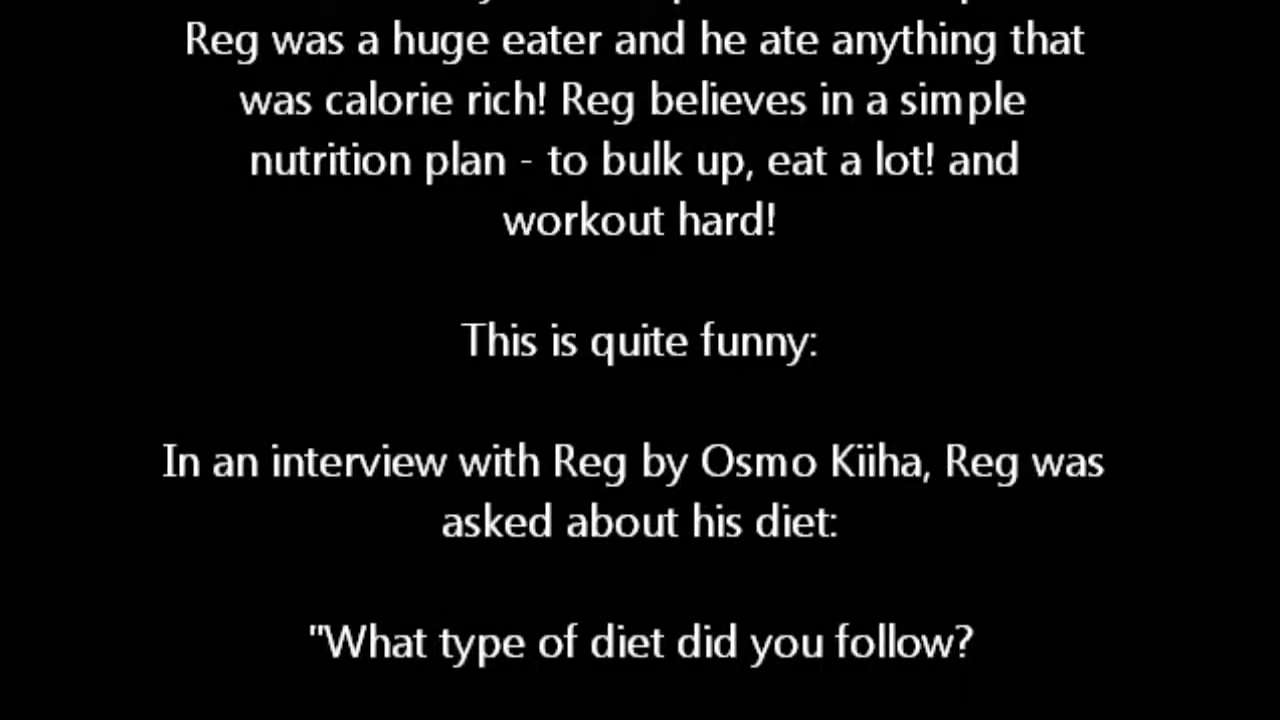 Reg was a huge eater and he ate anything that
was calorie rich! Reg believes in a simple
nutrition plan - to bulk up, eat a lot! and
workout hard!
This is quite funny:
In an interview with Reg by Osmo Kiiha, Reg was
asked about his diet:
"What type of diet did you follow?